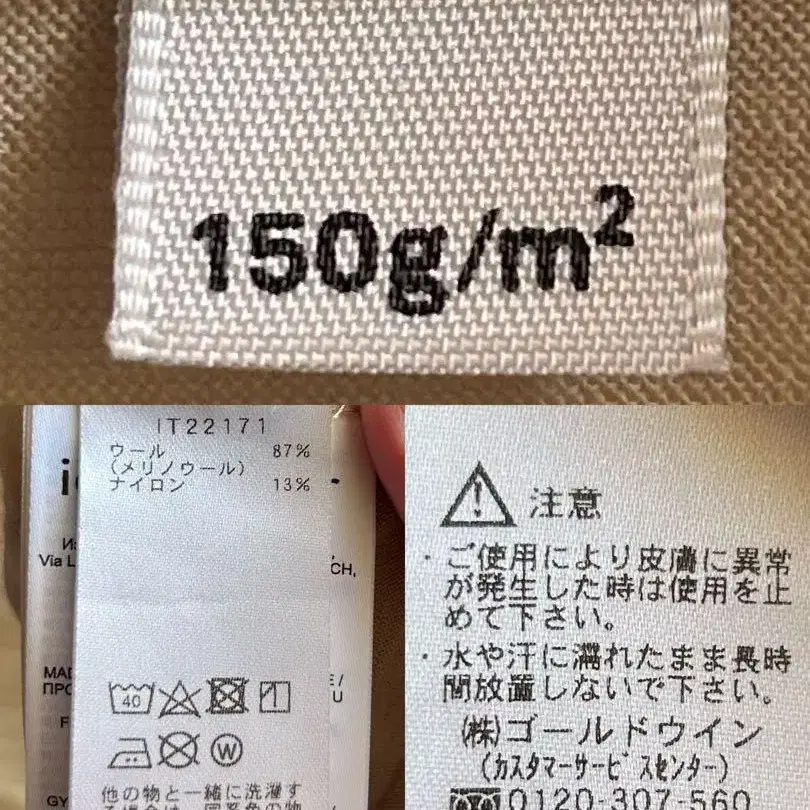 150g/m²
IT22171
ウール 87%
(メリノウール)
ナイロン 13%
Via L
CH,
MAD
ПРО
E/
U
F
GY
40
W
他の物と一緒に洗濯す
注意
・ご使用により皮膚に異常
が発生した時は使用を止
めて下さい。
・水や汗に濡れたまま長時
間放置しないで下さい。
(株)ゴールドウイン
(カスタマーサービスセンター)
0120-307-560